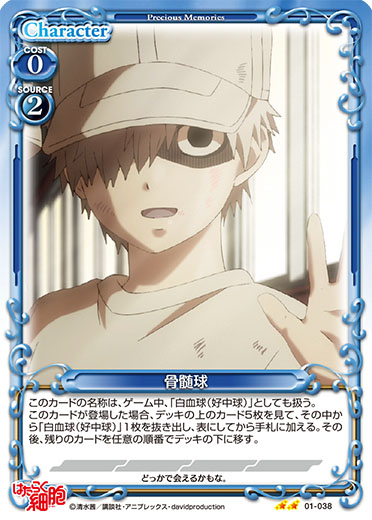 Precious Memories
Character
COST
0
SOURCE
2
骨髄球
このカードの名称は、ゲーム中、「白血球(好中球)」としても扱う。
このカードが登場した場合、デッキの上のカード5枚を見て、その中か
ら「白血球(好中球)」1枚を抜き出し、表にしてから手札に加える。その
後、残りのカードを任意の順番でデッキの下に移す。
どっかで会えるかもな。
はたらく
細胞
©清水茜/講談社・アニプレックス・davidproduction
01-038